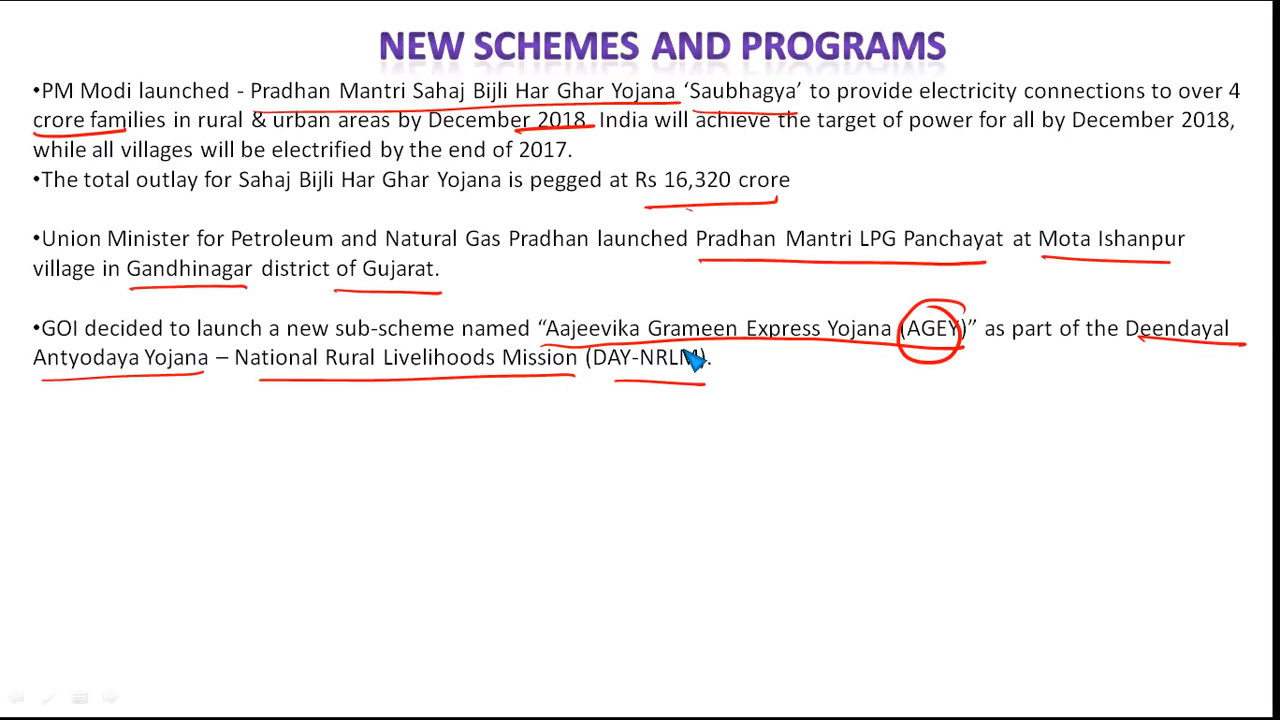 NEW SCHEMES AND PROGRAMS
•PM Modi launched - Pradhan Mantri Sahaj Bijli Har Ghar Yojana ‘Saubhagya’ to provide electricity connections to over 4
crore families in rural & urban areas by December 2018. India will achieve the target of power for all by December 2018,
while all villages will be electrified by the end of 2017.
•The total outlay for Sahaj Bijli Har Ghar Yojana is pegged at Rs 16,320 crore
•Union Minister for Petroleum and Natural Gas Pradhan launched Pradhan Mantri LPG Panchayat at Mota Ishanpur
village in Gandhinagar district of Gujarat.
•GOI decided to launch a new sub-scheme named “Aajeevika Grameen Express Yojana (AGEY)” as part of the Deendayal
Antyodaya Yojana – National Rural Livelihoods Mission (DAY-NRLM).